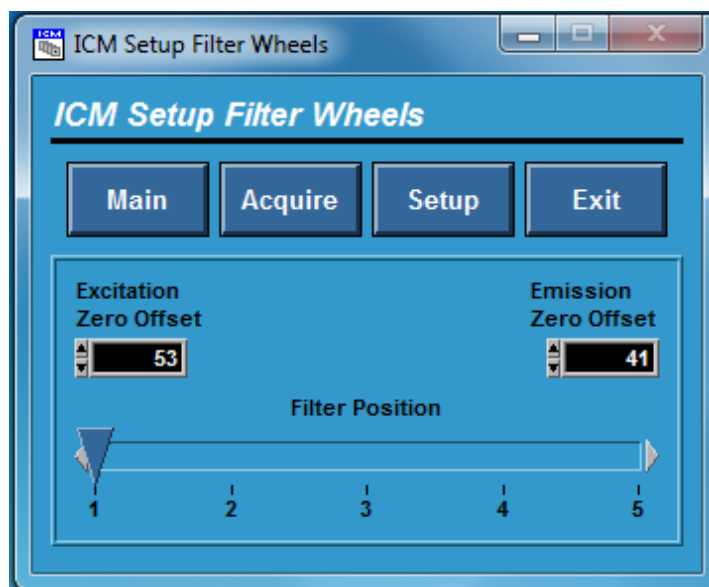 ICM
ICM Setup Filter Wheels
ICM Setup Filter Wheels
Main Acquire Setup Exit
Excitation Emission
Zero Offset Zero Offset
53 41
Filter Position
1 2 3 4 5